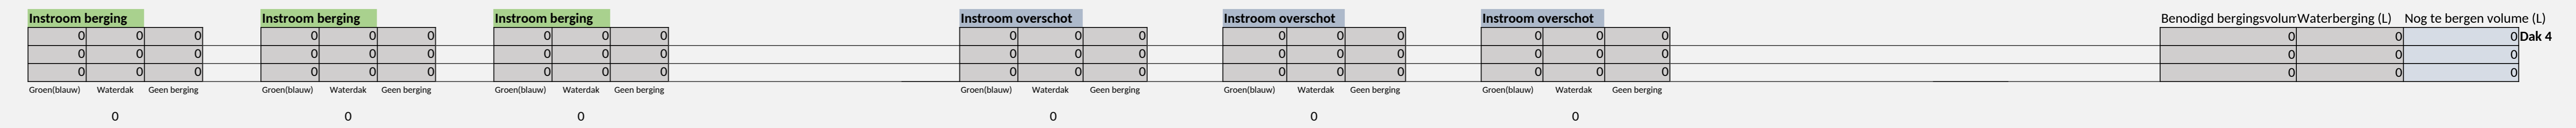 Instroom berging Instroom berging Instroom berging Instroom overschot Instroom overschot Instroom overschot Benodigd bergingsvolum Waterberging (L) Nog te bergen volume (L)
0 0 0 0 0 0 0 0 0 0 0 0 0 0 0 0 0 0 0 0 0 Dak 4
0 0 0 0 0 0 0 0 0 0 0 0 0 0 0 0 0 0 0 0 0
0 0 0 0 0 0 0 0 0 0 0 0 0 0 0 0 0 0 0 0 0
Groen(blauw) Waterdak Geen berging Groen(blauw) Waterdak Geen berging Groen(blauw) Waterdak Geen berging Groen(blauw) Waterdak Geen berging Groen(blauw) Waterdak Geen berging Groen(blauw) Waterdak Geen berging
0 0 0 0 0 0